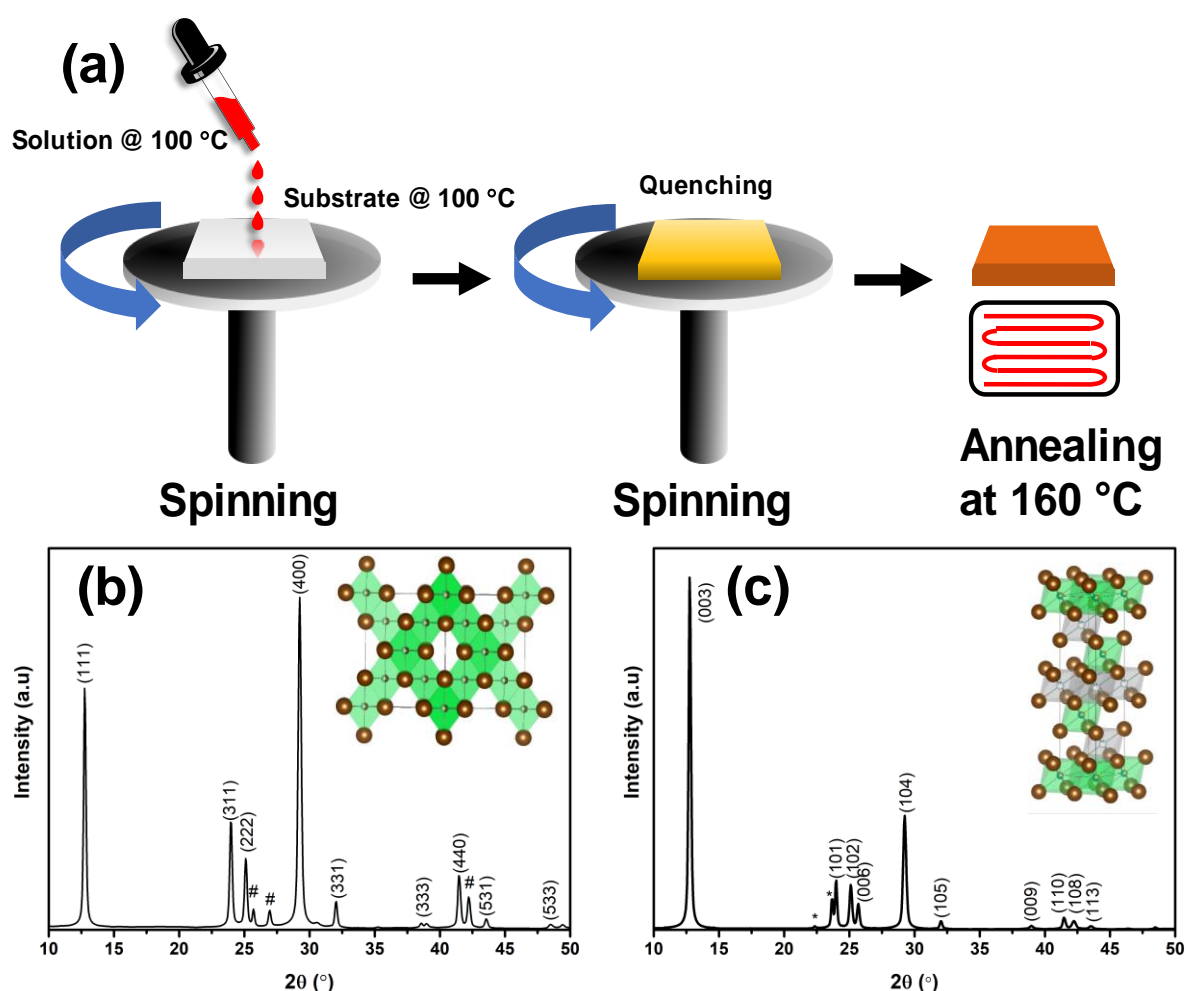 (a)
Solution @ 100 °C
Substrate @ 100 °C
Quenching
Spinning
Spinning
Annealing
at 160 °C
(b)
(111)
(311)
(222)
#
#
(400)
(331)
(333)
(440)
#
(531)
(533)
Intensity (a.u)
10 15 20 25 30 35 40 45 50
2θ (°)
(c)
(003)
*
*
(101)
(102)
(006)
(104)
(105)
(009)
(110)
(108)
(113)
Intensity (a.u)
10 15 20 25 30 35 40 45 50
2θ (°)